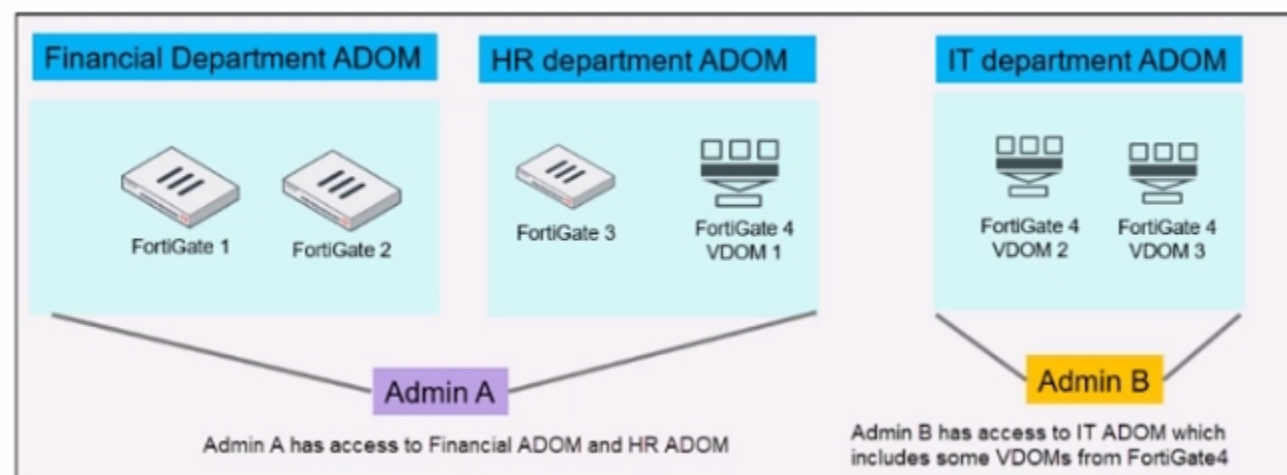 Financial Department ADOM
HR department ADOM
IT department ADOM
FortiGate 1
FortiGate 2
FortiGate 3
FortiGate 4
VDOM 1
FortiGate 4
VDOM 2
FortiGate 4
VDOM 3
Admin A
Admin B
Admin A has access to Financial ADOM and HR ADOM
Admin B has access to IT ADOM which
includes some VDOMs from FortiGate4